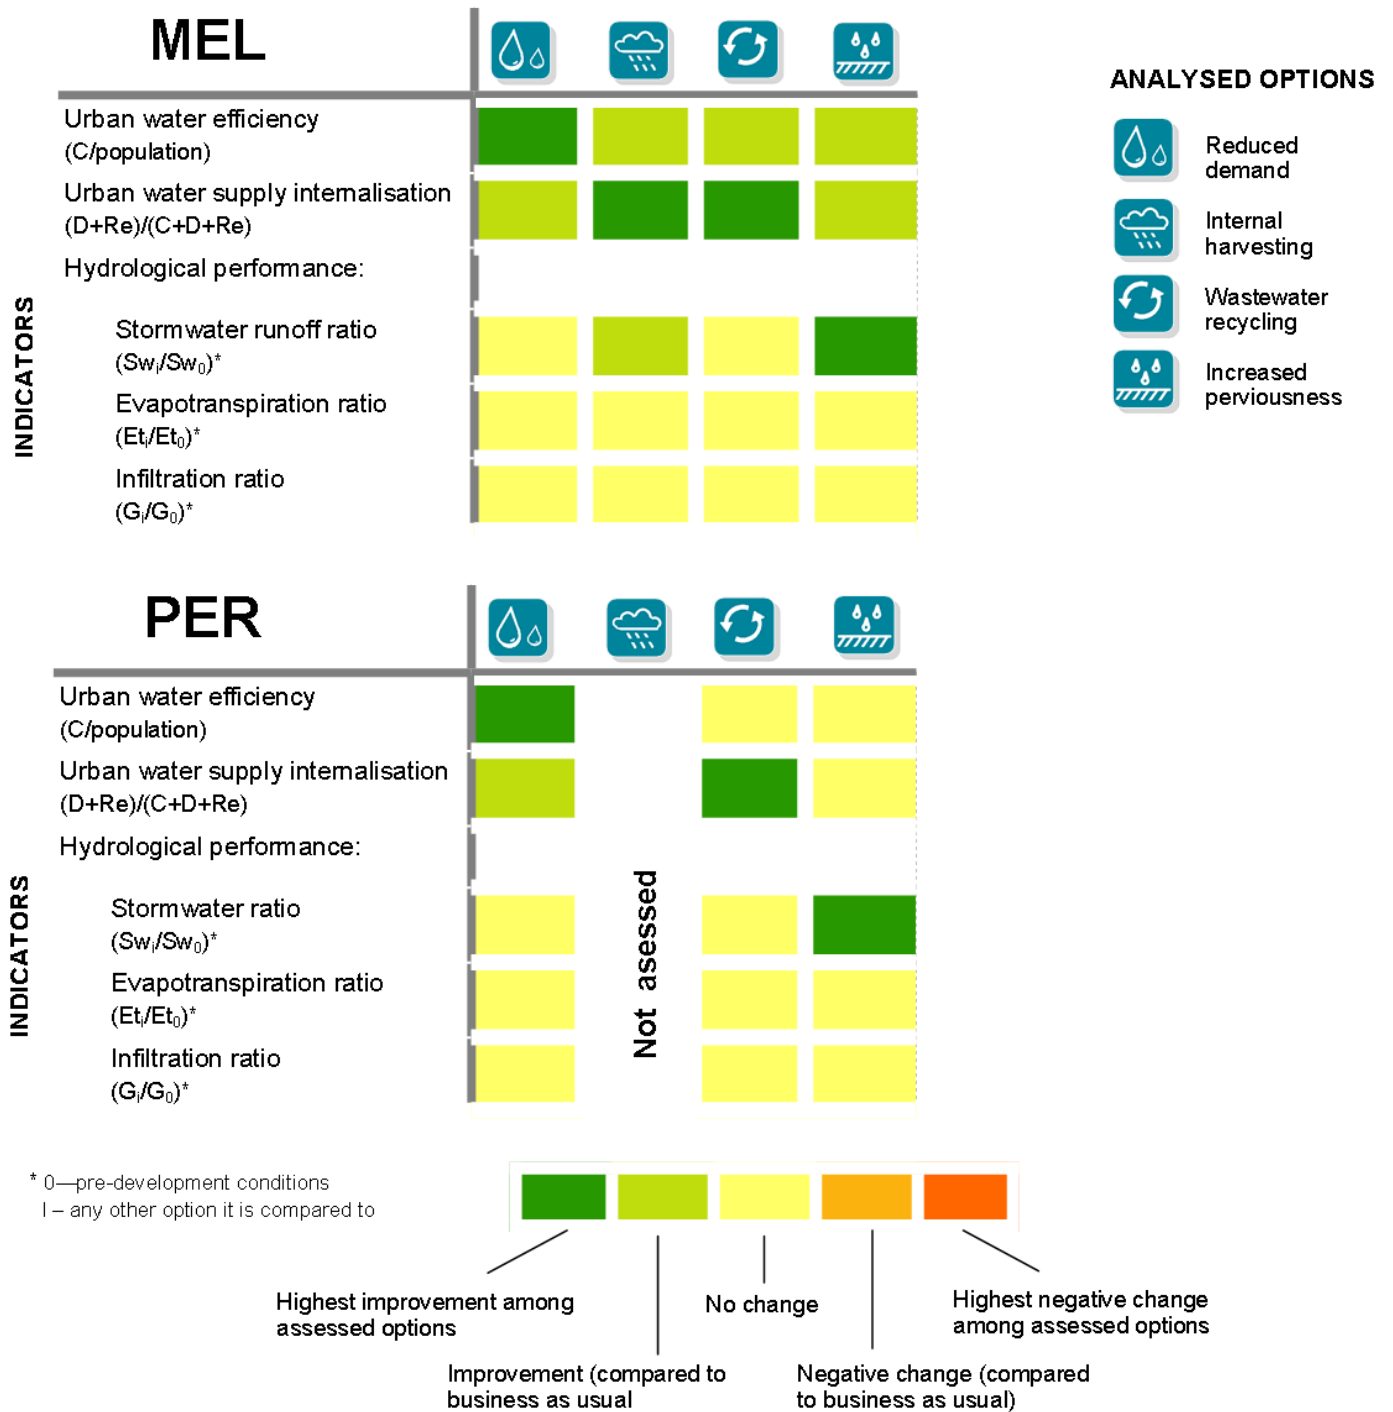 MEL
ANALYSED OPTIONS
Reduced
demand
Internal
harvesting
Wastewater
recycling
Increased
perviousness
INDICATORS
Urban water efficiency
(C/population)
Urban water supply internalisation
(D+Re)/(C+D+Re)
Hydrological performance:
Stormwater runoff ratio
(Swᵢ/Sw₀)*
Evapotranspiration ratio
(Etᵢ/Et₀)*
Infiltration ratio
(Gᵢ/G₀)*
PER
INDICATORS
Urban water efficiency
(C/population)
Urban water supply internalisation
(D+Re)/(C+D+Re)
Hydrological performance:
Stormwater ratio
(Swᵢ/Sw₀)*
Evapotranspiration ratio
(Etᵢ/Et₀)*
Infiltration ratio
(Gᵢ/G₀)*
Not asessed
* 0—pre-development conditions
I – any other option it is compared to
Highest improvement among
assessed options
Improvement (compared to
business as usual
No change
Negative change (compared
to business as usual)
Highest negative change
among assessed options